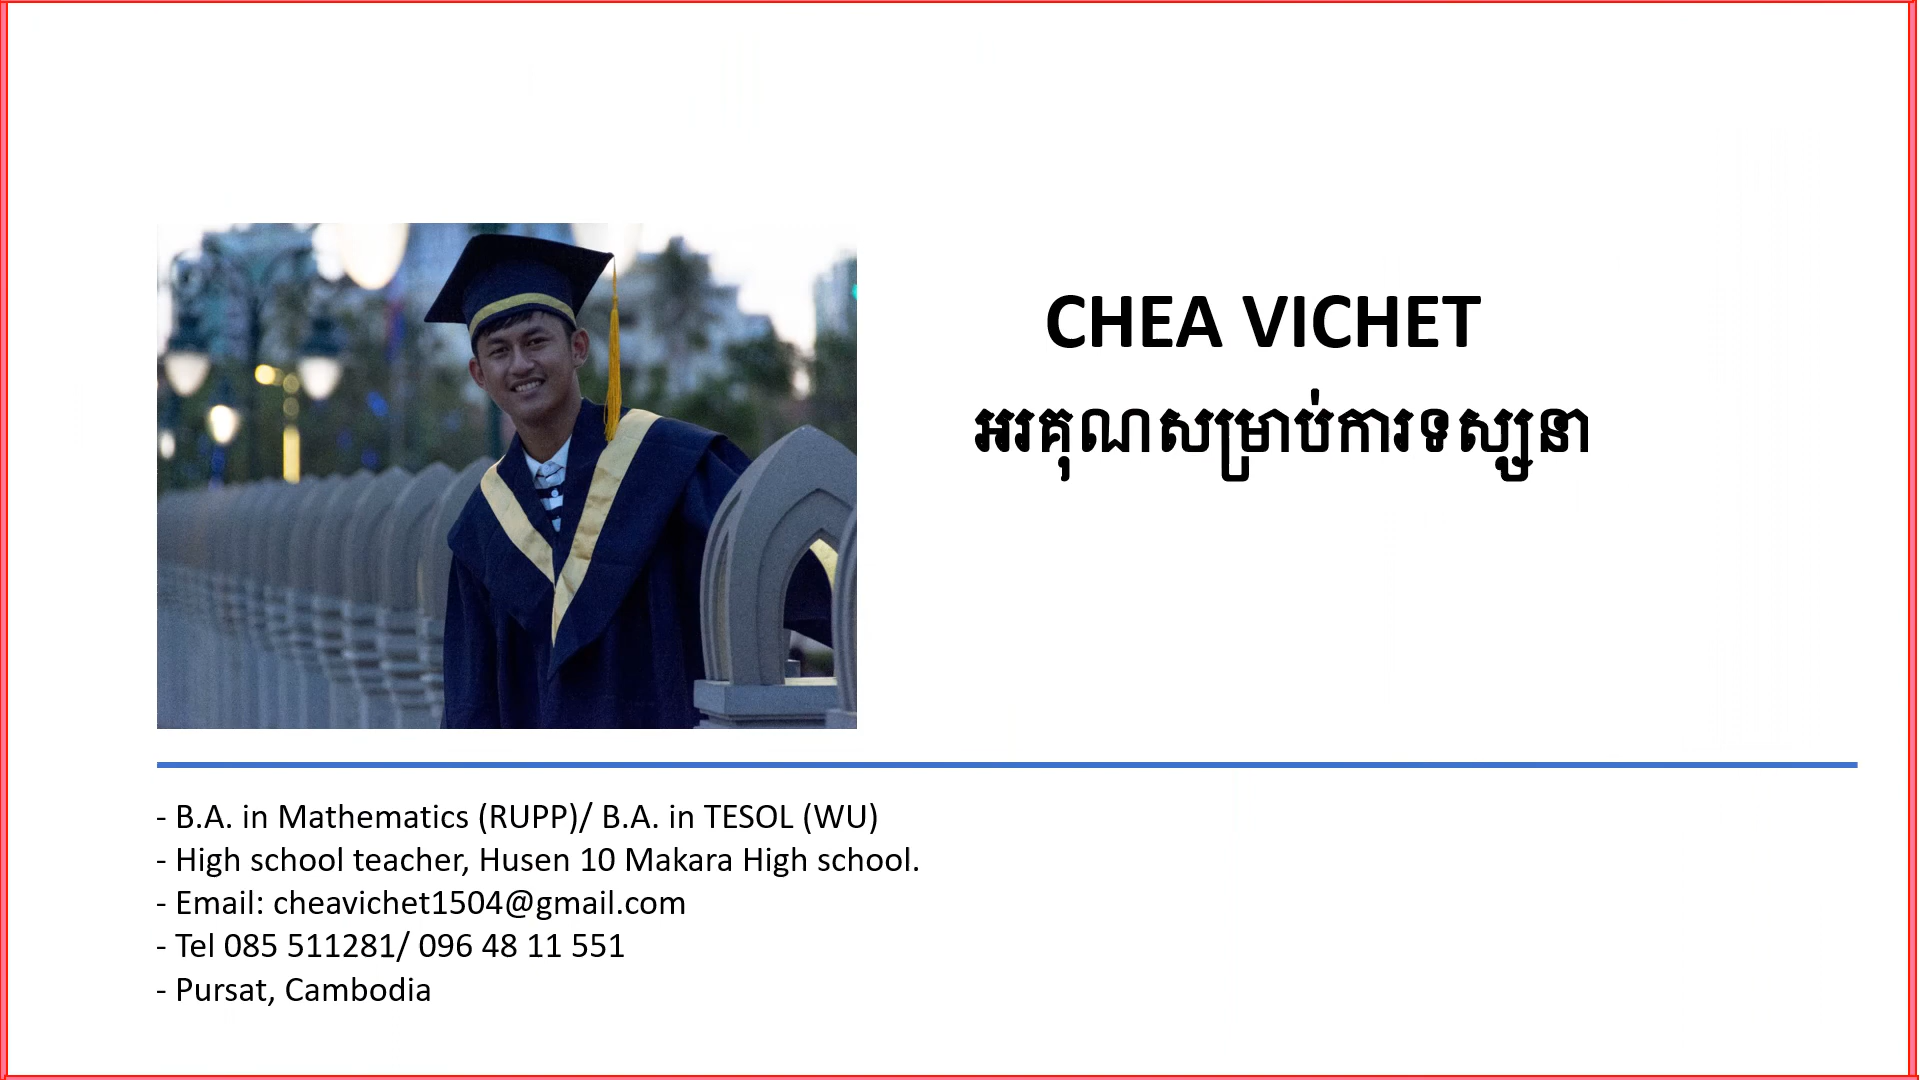 CHEA VICHET
អរគុណសម្រាប់ការទស្សនា
- B.A. in Mathematics (RUPP)/ B.A. in TESOL (WU)
- High school teacher, Husen 10 Makara High school.
- Email: cheavichet1504@gmail.com
- Tel 085 511281/ 096 48 11 551
- Pursat, Cambodia